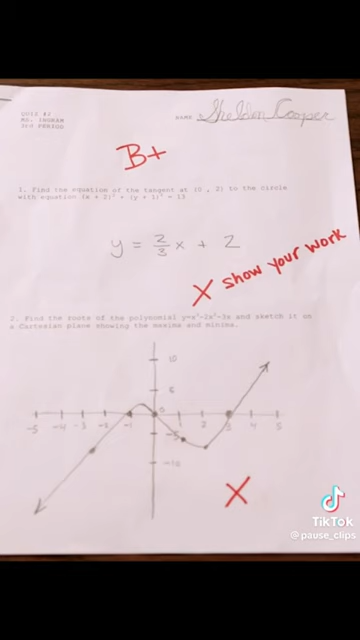 QUIZ #2
MS. INGRAM
3RD PERIOD
NAME: Sheldon Cooper
B+
1. Find the equation of the tangent at (0 , 2) to the circle
with equation (x + 2)² + (y + 1)² = 13
y = 2/3 x + 2
X show your work
2. Find the roots of the polynomial y=x³-2x²-3x and sketch it on
a Cartesian plane showing the maxima and minima.
10
5
-5 -4 -3 -2 -1 0 1 2 3 4 5
-5
-10
X
TikTok
@pause_clips